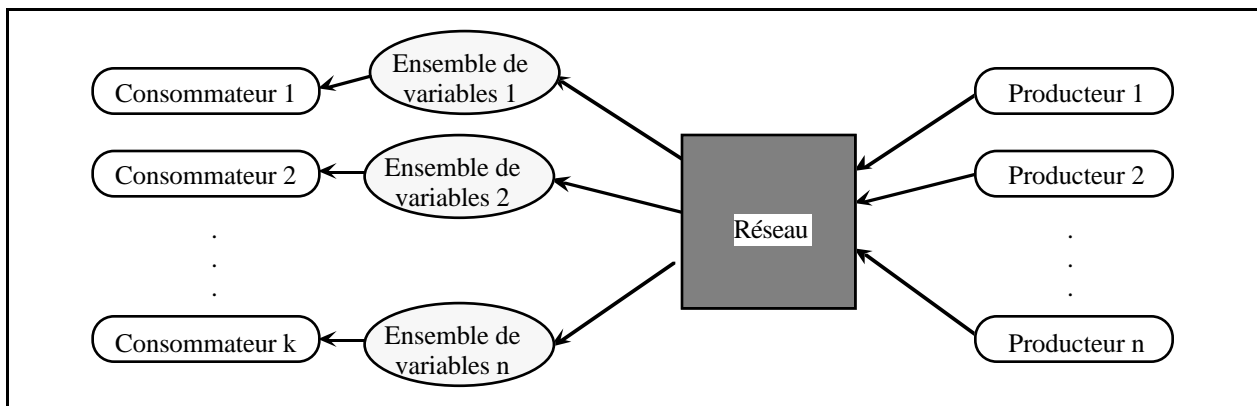 Consommateur 1
Ensemble de
variables 1
Producteur 1
Consommateur 2
Ensemble de
variables 2
Producteur 2
Réseau
.
.
.
.
.
.
Consommateur k
Ensemble de
variables n
Producteur n